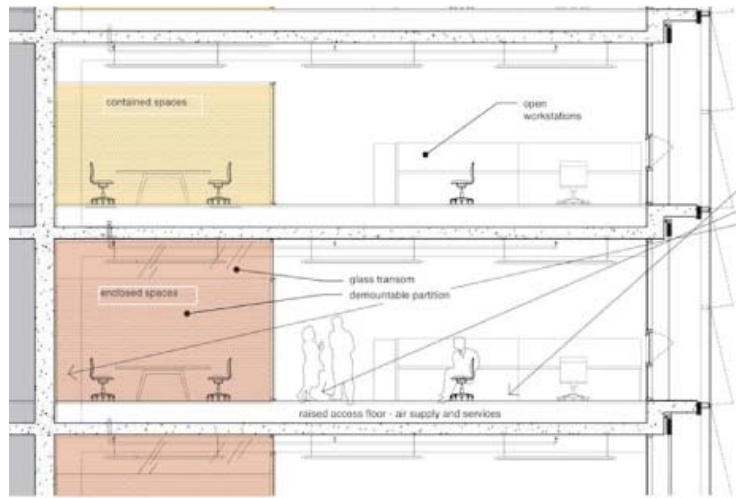 contained spaces
open
workstations
glass transom
enclosed spaces
demountable partition
raised access floor - air supply and services